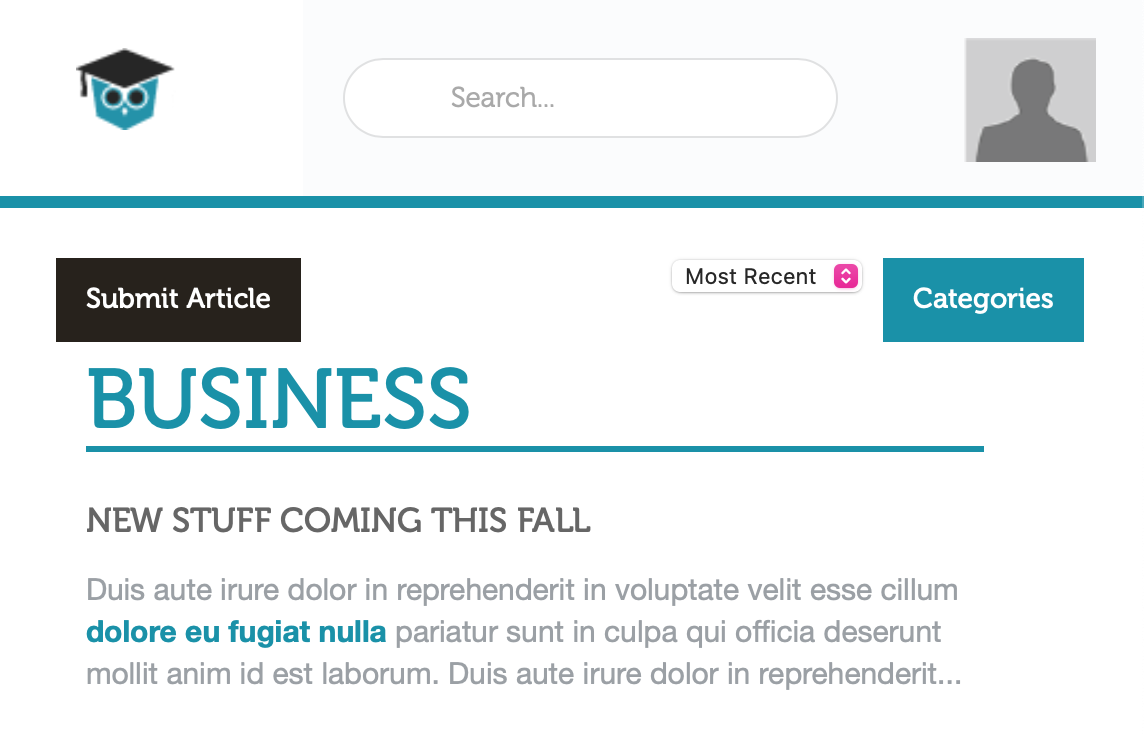 Search...
Submit Article
Most Recent
Categories
BUSINESS
NEW STUFF COMING THIS FALL
Duis aute irure dolor in reprehenderit in voluptate velit esse cillum
dolore eu fugiat nulla pariatur sunt in culpa qui officia deserunt
mollit anim id est laborum. Duis aute irure dolor in reprehenderit...